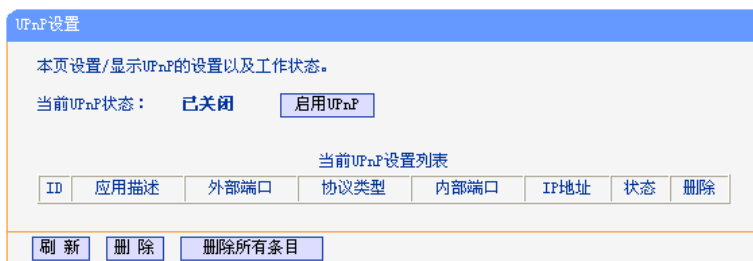 UPnP设置
本页设置/显示UPnP的设置以及工作状态。
当前UPnP状态： 已关闭 启用UPnP
当前UPnP设置列表
ID 应用描述 外部端口 协议类型 内部端口 IP地址 状态 删除
刷 新 删 除 删除所有条目